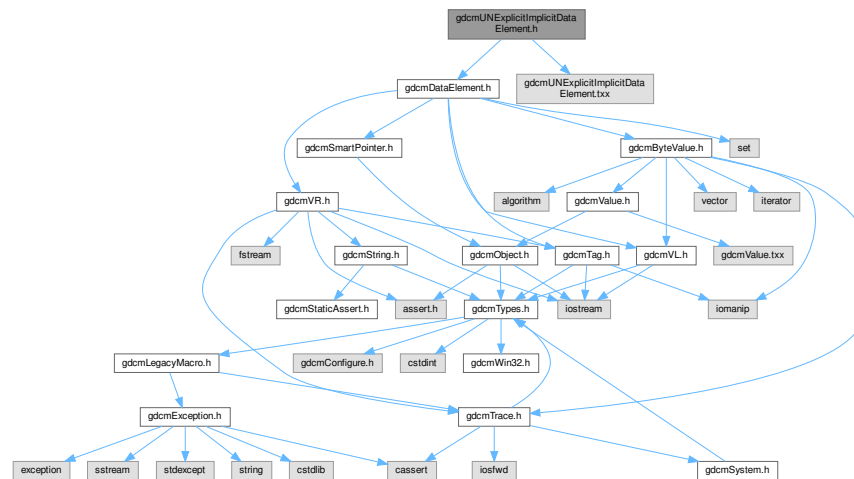 gdcmUNExplicitImplicitData
Element.h
gdcmDataElement.h
gdcmUNExplicitImplicitData
Element.txx
gdcmSmartPointer.h
gdcmByteValue.h
set
gdcmVR.h
algorithm
gdcmValue.h
vector
iterator
fstream
gdcmString.h
gdcmObject.h
gdcmTag.h
gdcmVL.h
gdcmValue.txx
gdcmStaticAssert.h
assert.h
gdcmTypes.h
iostream
iomanip
gdcmLegacyMacro.h
gdcmConfigure.h
cstdint
gdcmWin32.h
gdcmException.h
gdcmTrace.h
exception
sstream
stdexcept
string
cstdlib
cassert
iosfwd
gdcmSystem.h